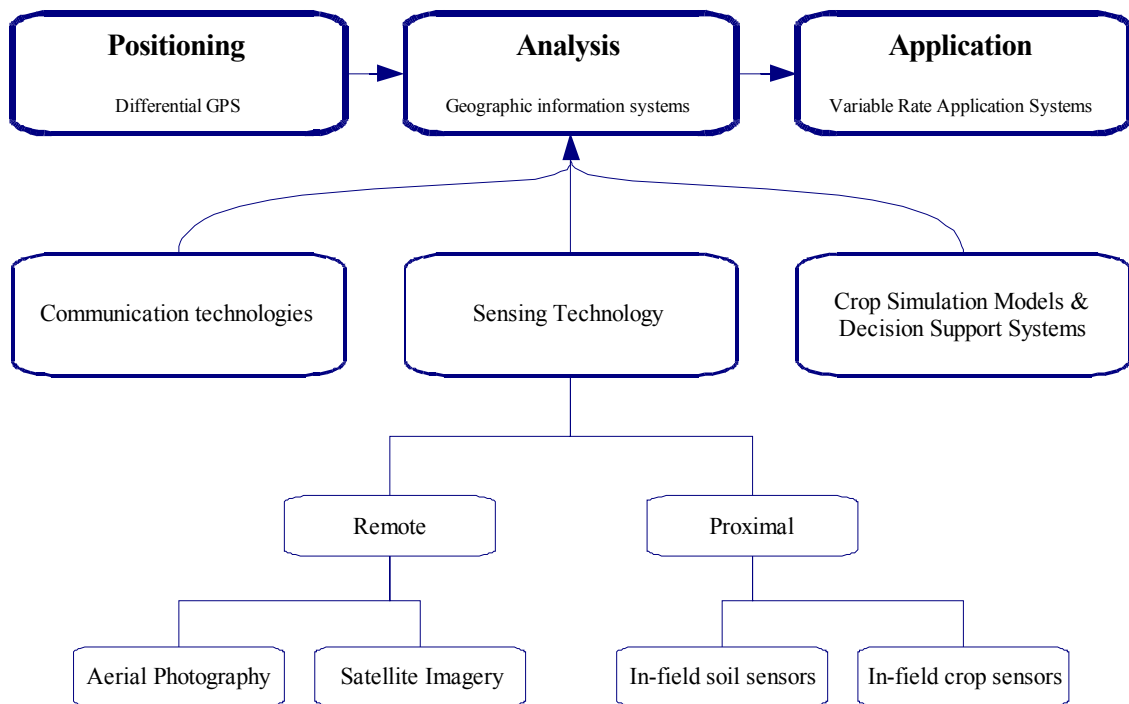 Positioning
Differential GPS
Analysis
Geographic information systems
Application
Variable Rate Application Systems
Communication technologies
Sensing Technology
Crop Simulation Models &
Decision Support Systems
Remote
Proximal
Aerial Photography
Satellite Imagery
In-field soil sensors
In-field crop sensors